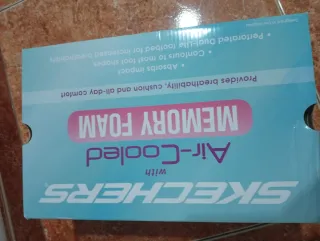 SKECHERS
with
Air-Cooled
MEMORY FOAM
Provides breathability, cushion and all-day comfort
• Absorbs impact
• Contours to most foot shapes
• Perforated Dual-Lite footbed for increased breathability